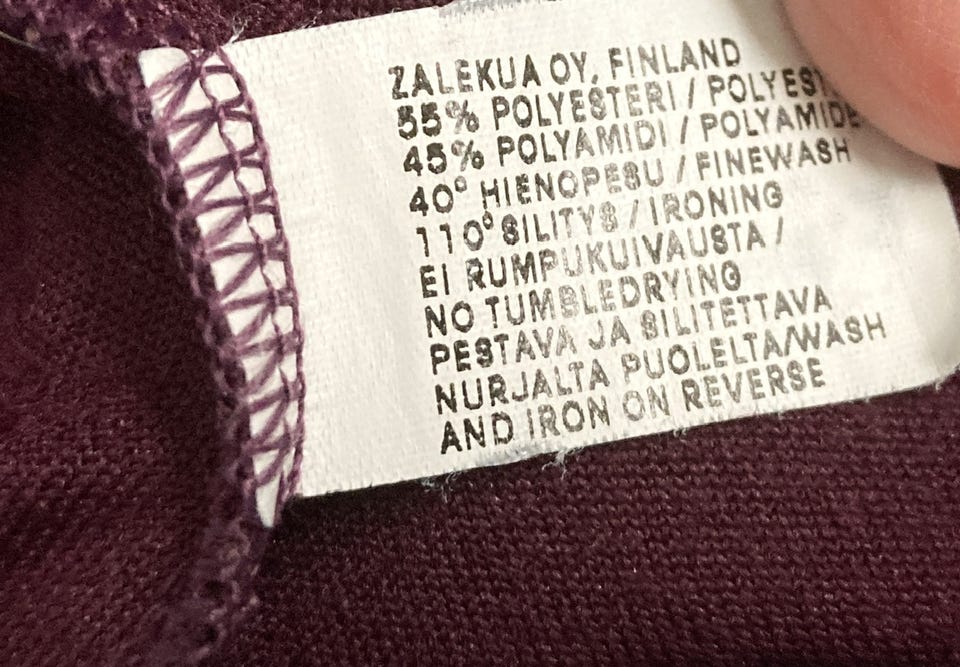 ZALEKUA OY, FINLAND
55% POLYESTERI / POLYEST
45% POLYAMIDI / POLYAMIDE
40° HIENOPESU / FINEWASH
110° SILITYS / IRONING
EI RUMPUKUIVAUSTA /
NO TUMBLEDRYING
PESTAVA JA SILITETTAVA
NURJALTA PUOLELTA/WASH
AND IRON ON REVERSE